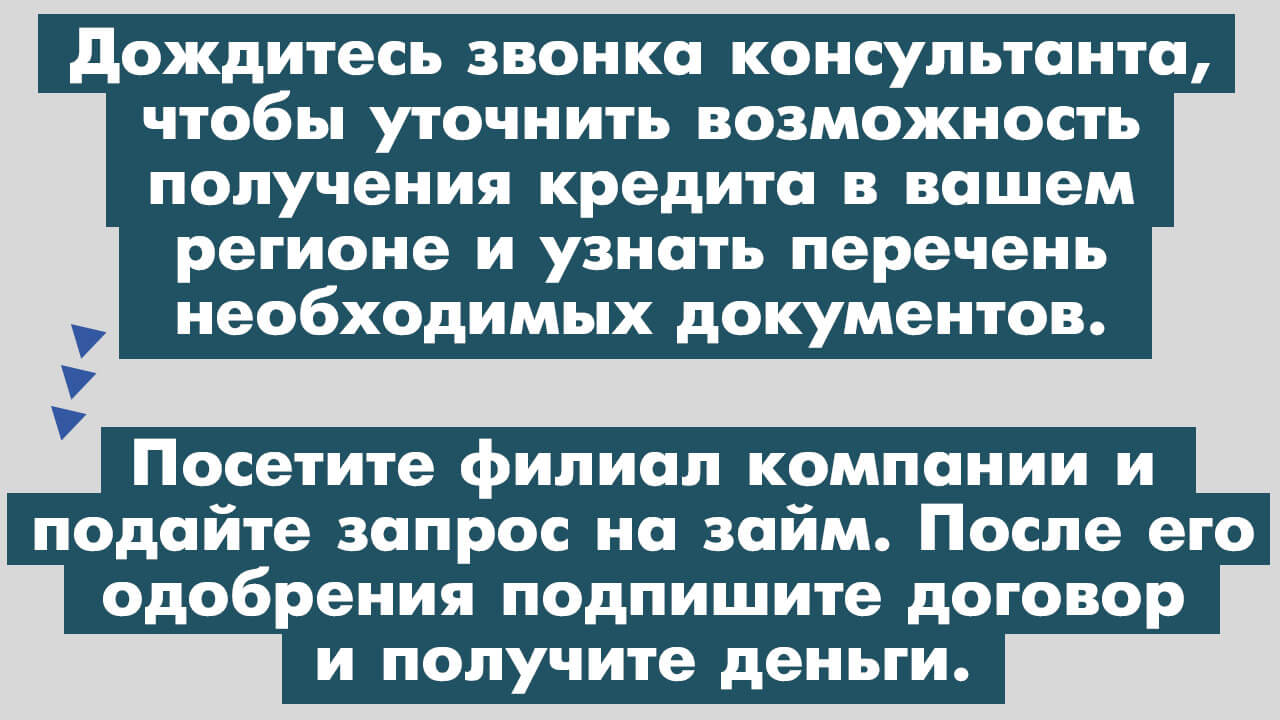 Дождитесь звонка консультанта,
чтобы уточнить возможность
получения кредита в вашем
регионе и узнать перечень
необходимых документов.
Посетите филиал компании и
подайте запрос на займ. После его
одобрения подпишите договор
и получите деньги.